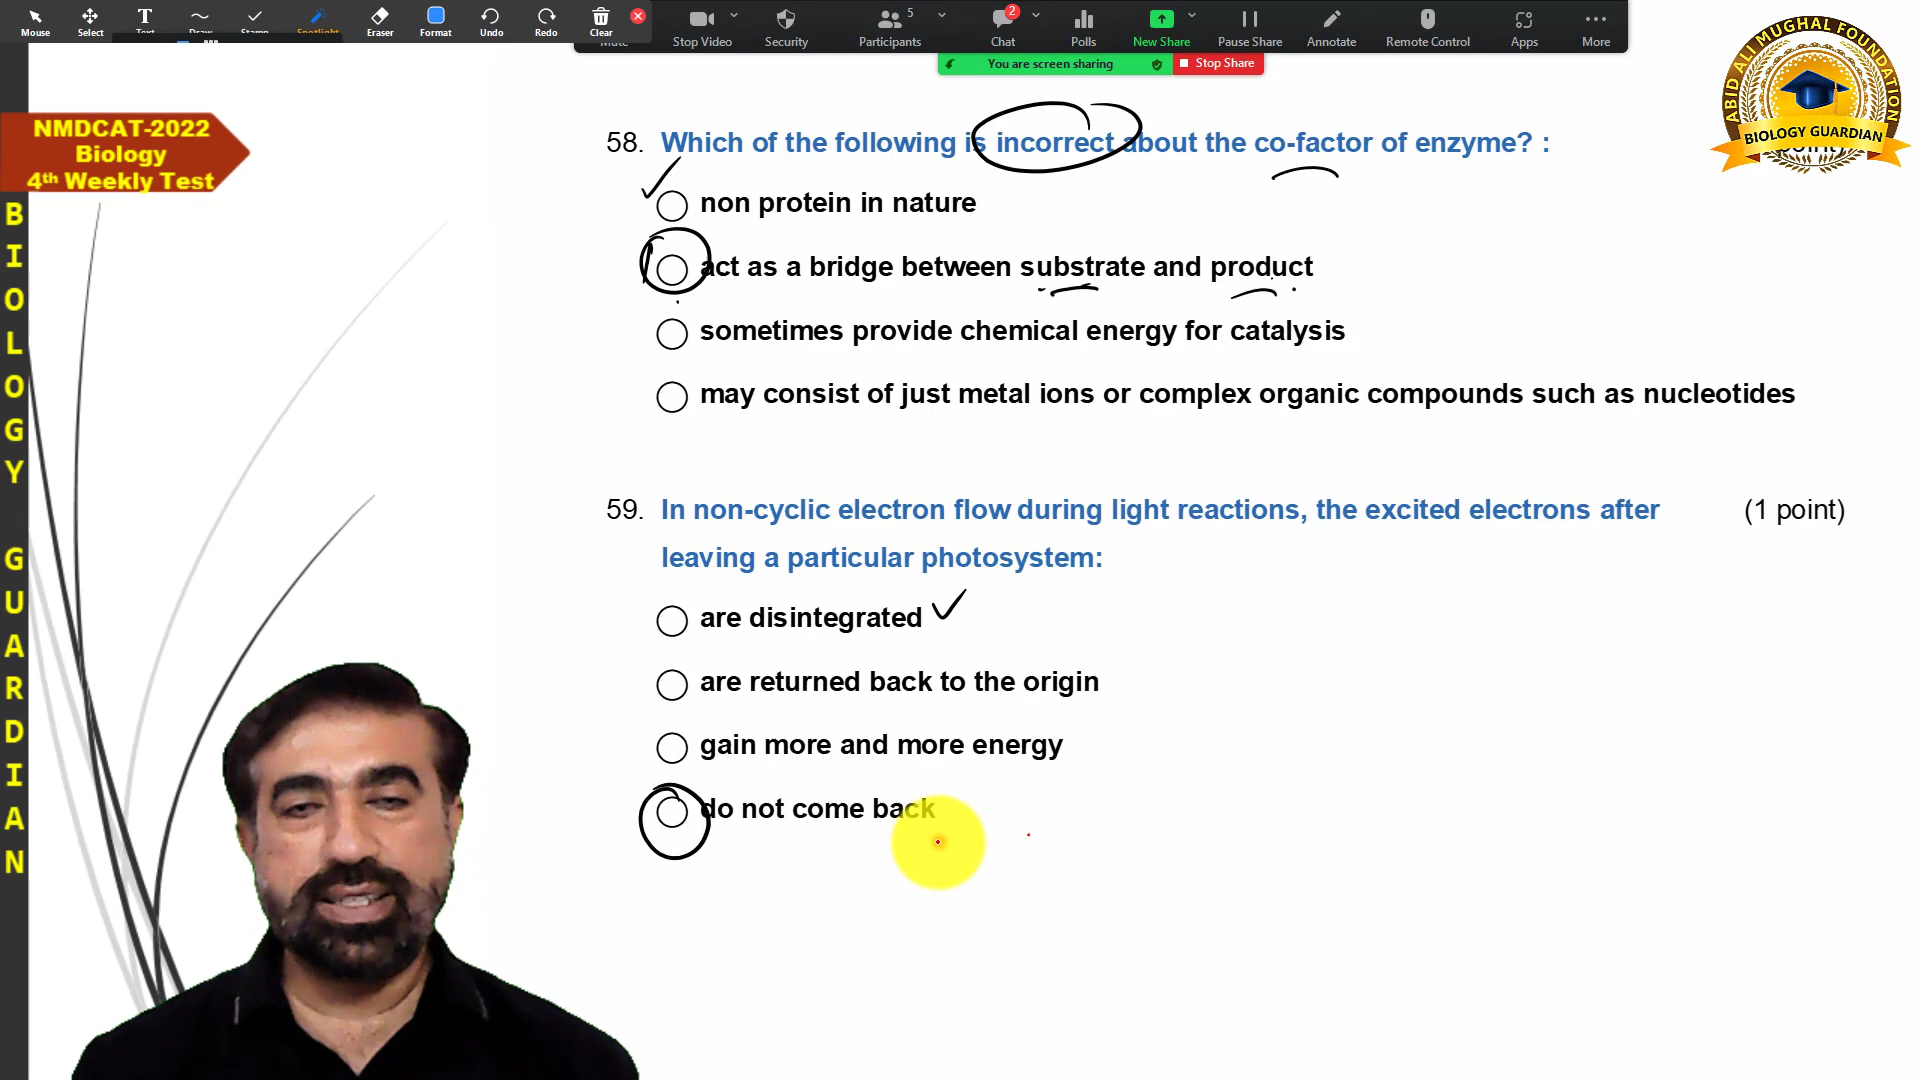 Mouse
Select
Text
Draw
Stamp
Spotlight
Eraser
Format
Undo
Redo
Clear
Mute
Stop Video
Security
5
Participants
2
Chat
Polls
New Share
Pause Share
Annotate
Remote Control
Apps
More
You are screen sharing
Stop Share
ABID ALI MUGHAL FOUNDATION
BIOLOGY GUARDIAN
NMDCAT-2022
Biology
4th Weekly Test
BIOLOGY GUARDIAN
58. Which of the following is incorrect about the co-factor of enzyme? :
non protein in nature
act as a bridge between substrate and product
sometimes provide chemical energy for catalysis
may consist of just metal ions or complex organic compounds such as nucleotides
59. In non-cyclic electron flow during light reactions, the excited electrons after (1 point)
leaving a particular photosystem:
are disintegrated
are returned back to the origin
gain more and more energy
do not come back